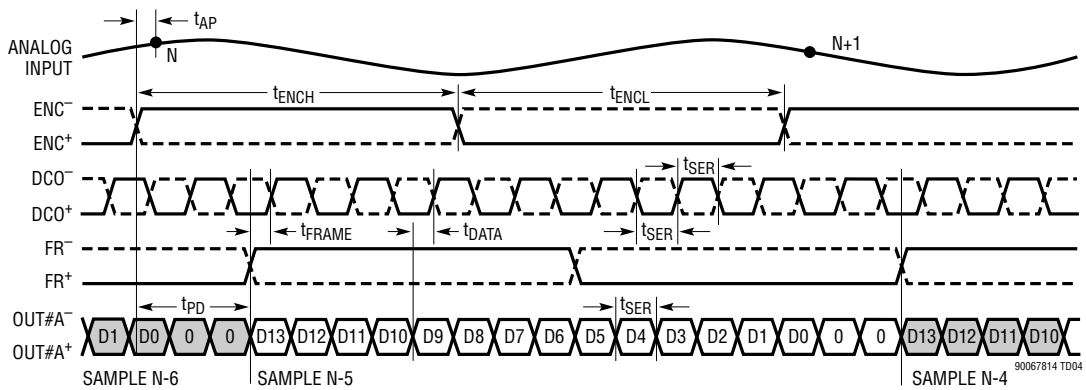 tAP
ANALOG INPUT
N
N+1
tENCH
tENCL
ENC–
ENC+
DCO–
DCO+
tSER
tFRAME
tDATA
tSER
FR–
FR+
tPD
tSER
OUT#A–
OUT#A+
D1 D0 0 0 D13 D12 D11 D10 D9 D8 D7 D6 D5 D4 D3 D2 D1 D0 0 0 D13 D12 D11 D10
SAMPLE N-6
SAMPLE N-5
SAMPLE N-4
90067814 TD04